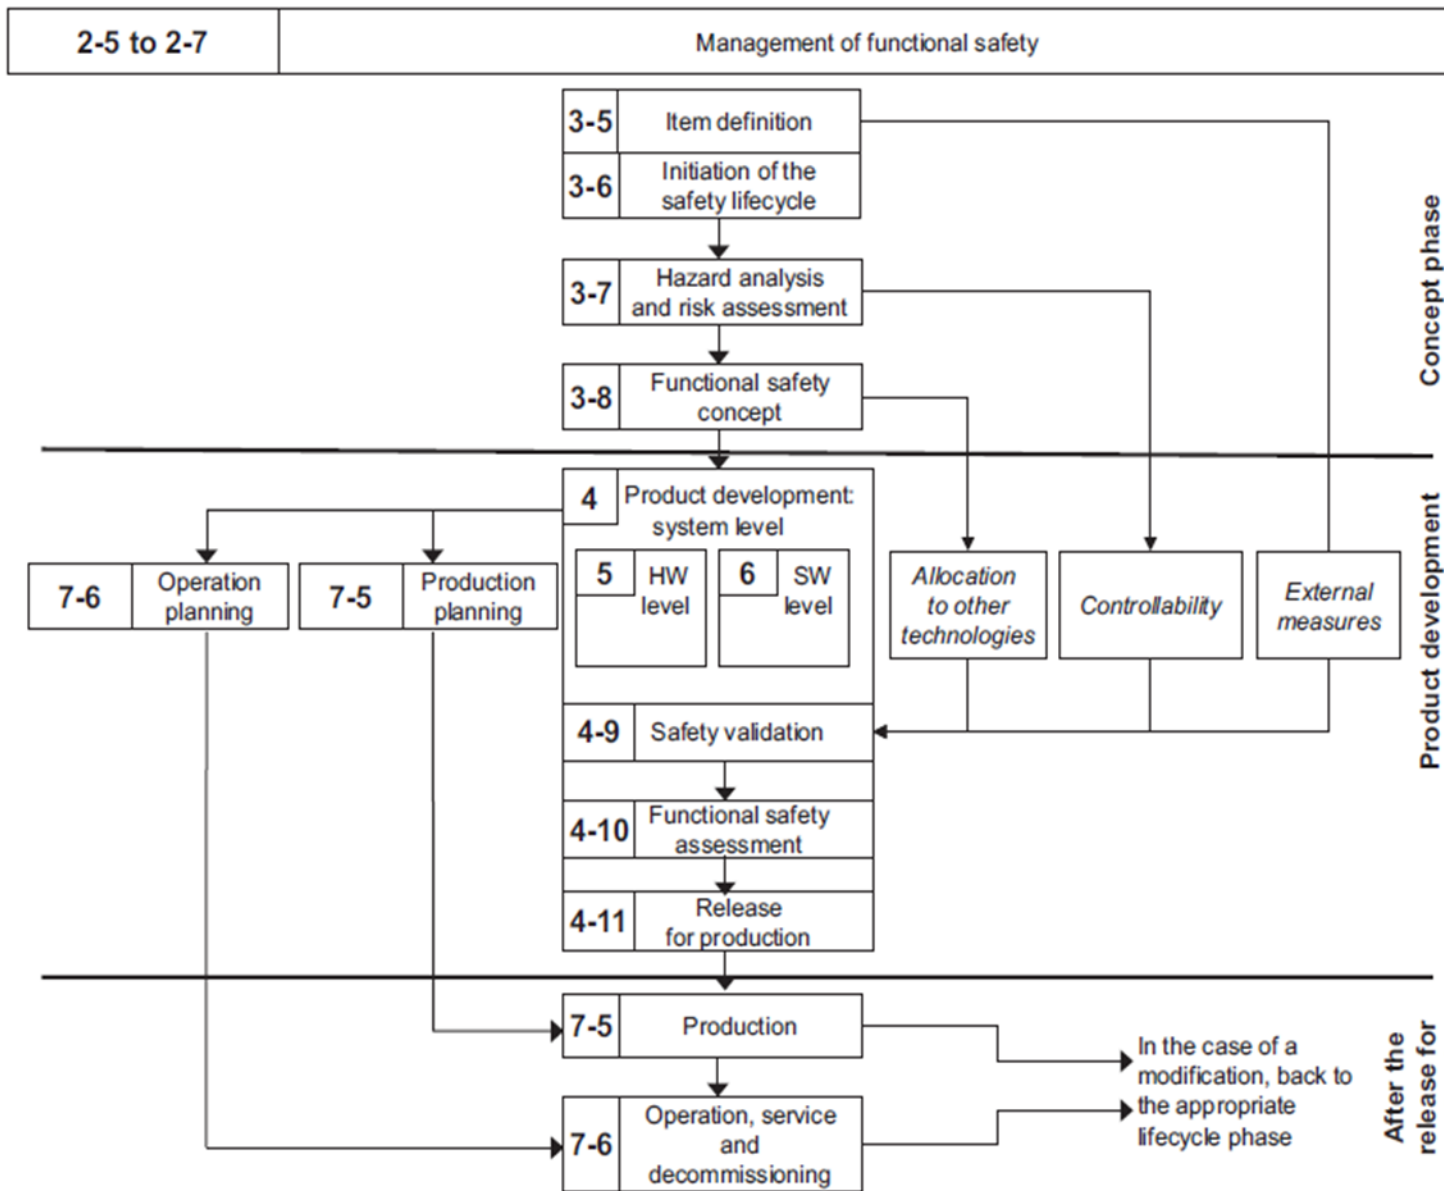 2-5 to 2-7
Management of functional safety
3-5
Item definition
3-6
Initiation of the
safety lifecycle
3-7
Hazard analysis
and risk assessment
3-8
Functional safety
concept
Concept phase
4
Product development:
system level
5
HW
level
6
SW
level
7-6
Operation
planning
7-5
Production
planning
Allocation
to other
technologies
Controllability
External
measures
Product development
4-9
Safety validation
4-10
Functional safety
assessment
4-11
Release
for production
7-5
Production
7-6
Operation, service
and
decommissioning
In the case of a
modification, back to
the appropriate
lifecycle phase
After the
release for